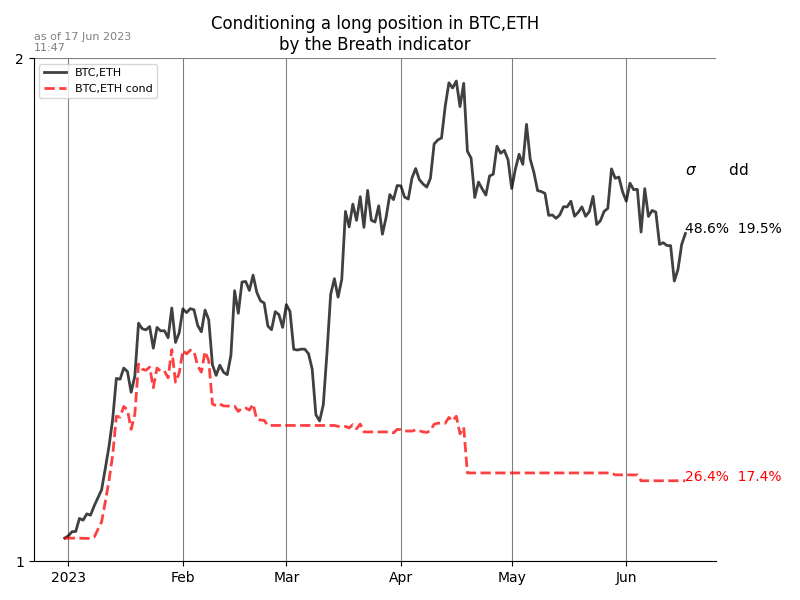 Conditioning a long position in BTC,ETH
by the Breath indicator
as of 17 Jun 2023
11:47
2
BTC,ETH
BTC,ETH cond
σ dd
48.6% 19.5%
26.4% 17.4%
1
2023 Feb Mar Apr May Jun